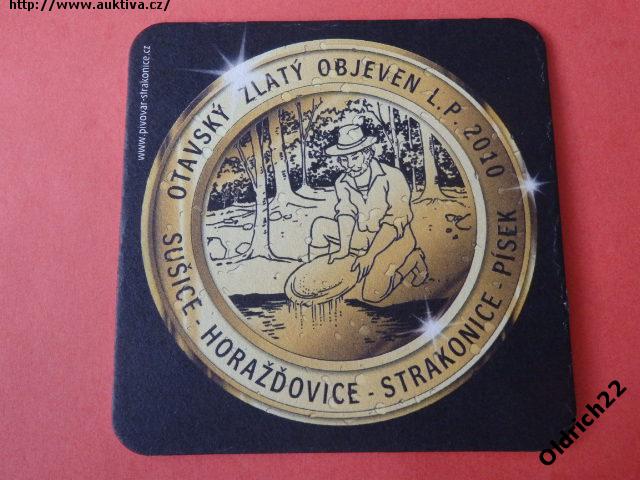 http://www.auktiva.cz/
www.pivovar-strakonice.cz
OTAVSKÝ ZLATÝ OBJEVEN L.P. 2010
SUŠICE - HORAŽĎOVICE - STRAKONICE - PÍSEK
Oldrich22